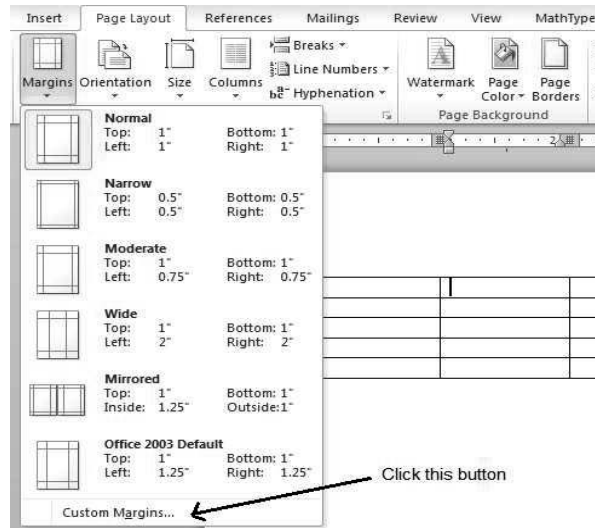 Insert Page Layout References Mailings Review View MathType
Margins Orientation Size Columns Breaks Line Numbers Hyphenation Watermark Page Color Page Borders
Page Background
2
Normal
Top: 1" Bottom: 1"
Left: 1" Right: 1"
Narrow
Top: 0.5" Bottom: 0.5"
Left: 0.5" Right: 0.5"
Moderate
Top: 1" Bottom: 1"
Left: 0.75" Right: 0.75"
Wide
Top: 1" Bottom: 1"
Left: 2" Right: 2"
Mirrored
Top: 1" Bottom: 1"
Inside: 1.25" Outside:1"
Office 2003 Default
Top: 1" Bottom: 1"
Left: 1.25" Right: 1.25"
Click this button
Custom Margins...